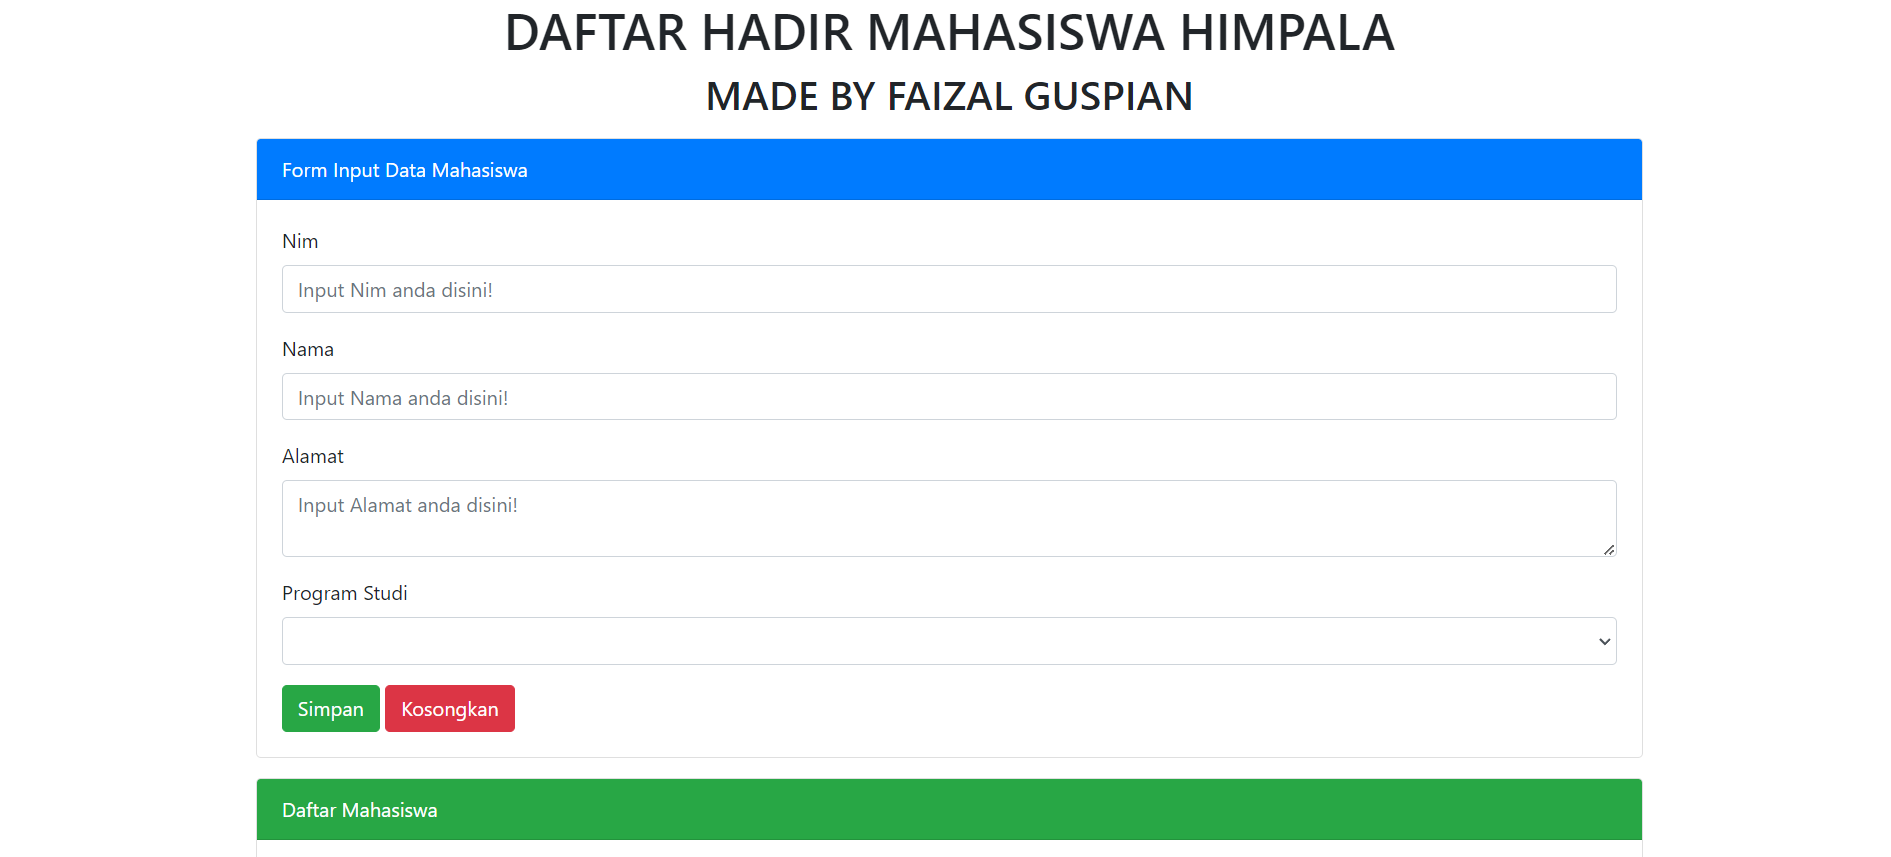 DAFTAR HADIR MAHASISWA HIMPALA
MADE BY FAIZAL GUSPIAN
Form Input Data Mahasiswa
Nim
Input Nim anda disini!
Nama
Input Nama anda disini!
Alamat
Input Alamat anda disini!
Program Studi
Simpan Kosongkan
Daftar Mahasiswa